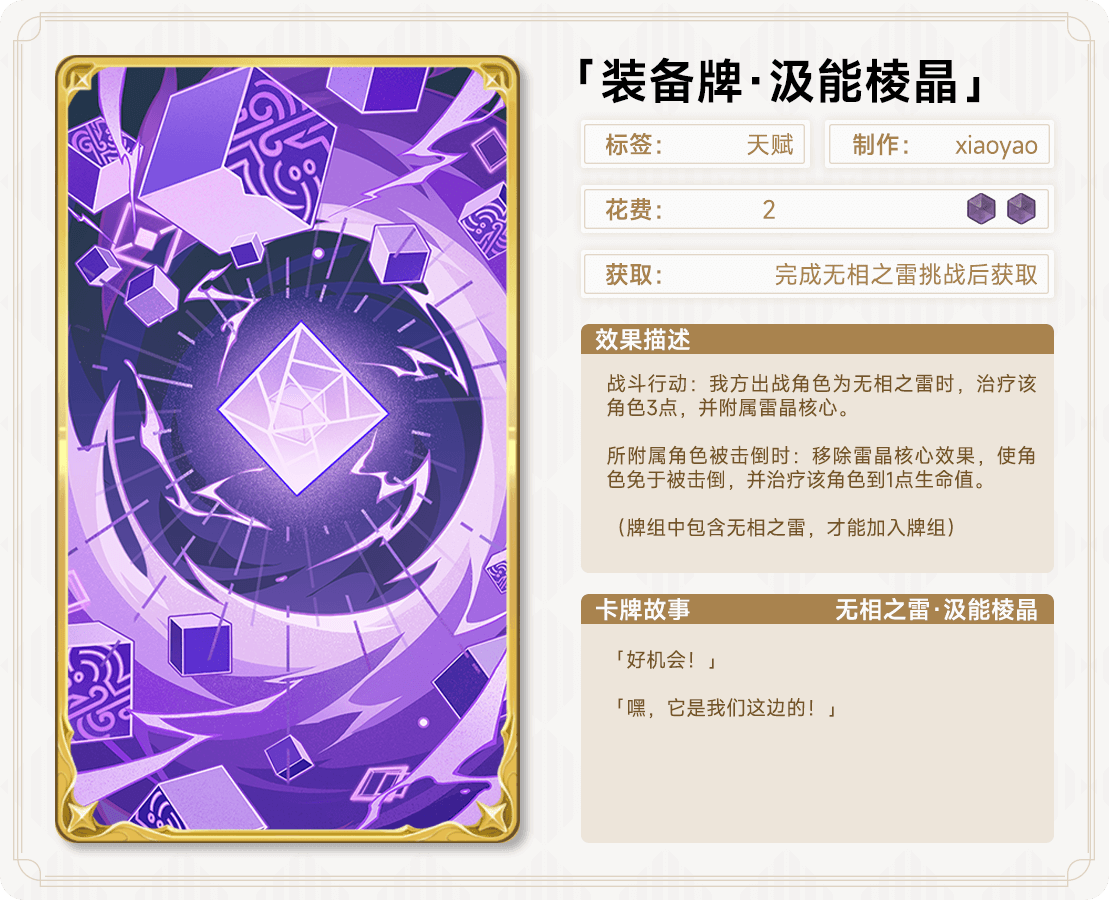 「装备牌·汲能棱晶」
标签： 天赋 制作： xiaoyao
花费： 2
获取： 完成无相之雷挑战后获取
效果描述
战斗行动：我方出战角色为无相之雷时，治疗该
角色3点，并附属雷晶核心。
所附属角色被击倒时：移除雷晶核心效果，使角
色免于被击倒，并治疗该角色到1点生命值。
（牌组中包含无相之雷，才能加入牌组）
卡牌故事 无相之雷·汲能棱晶
「好机会！」
「嘿，它是我们这边的！」